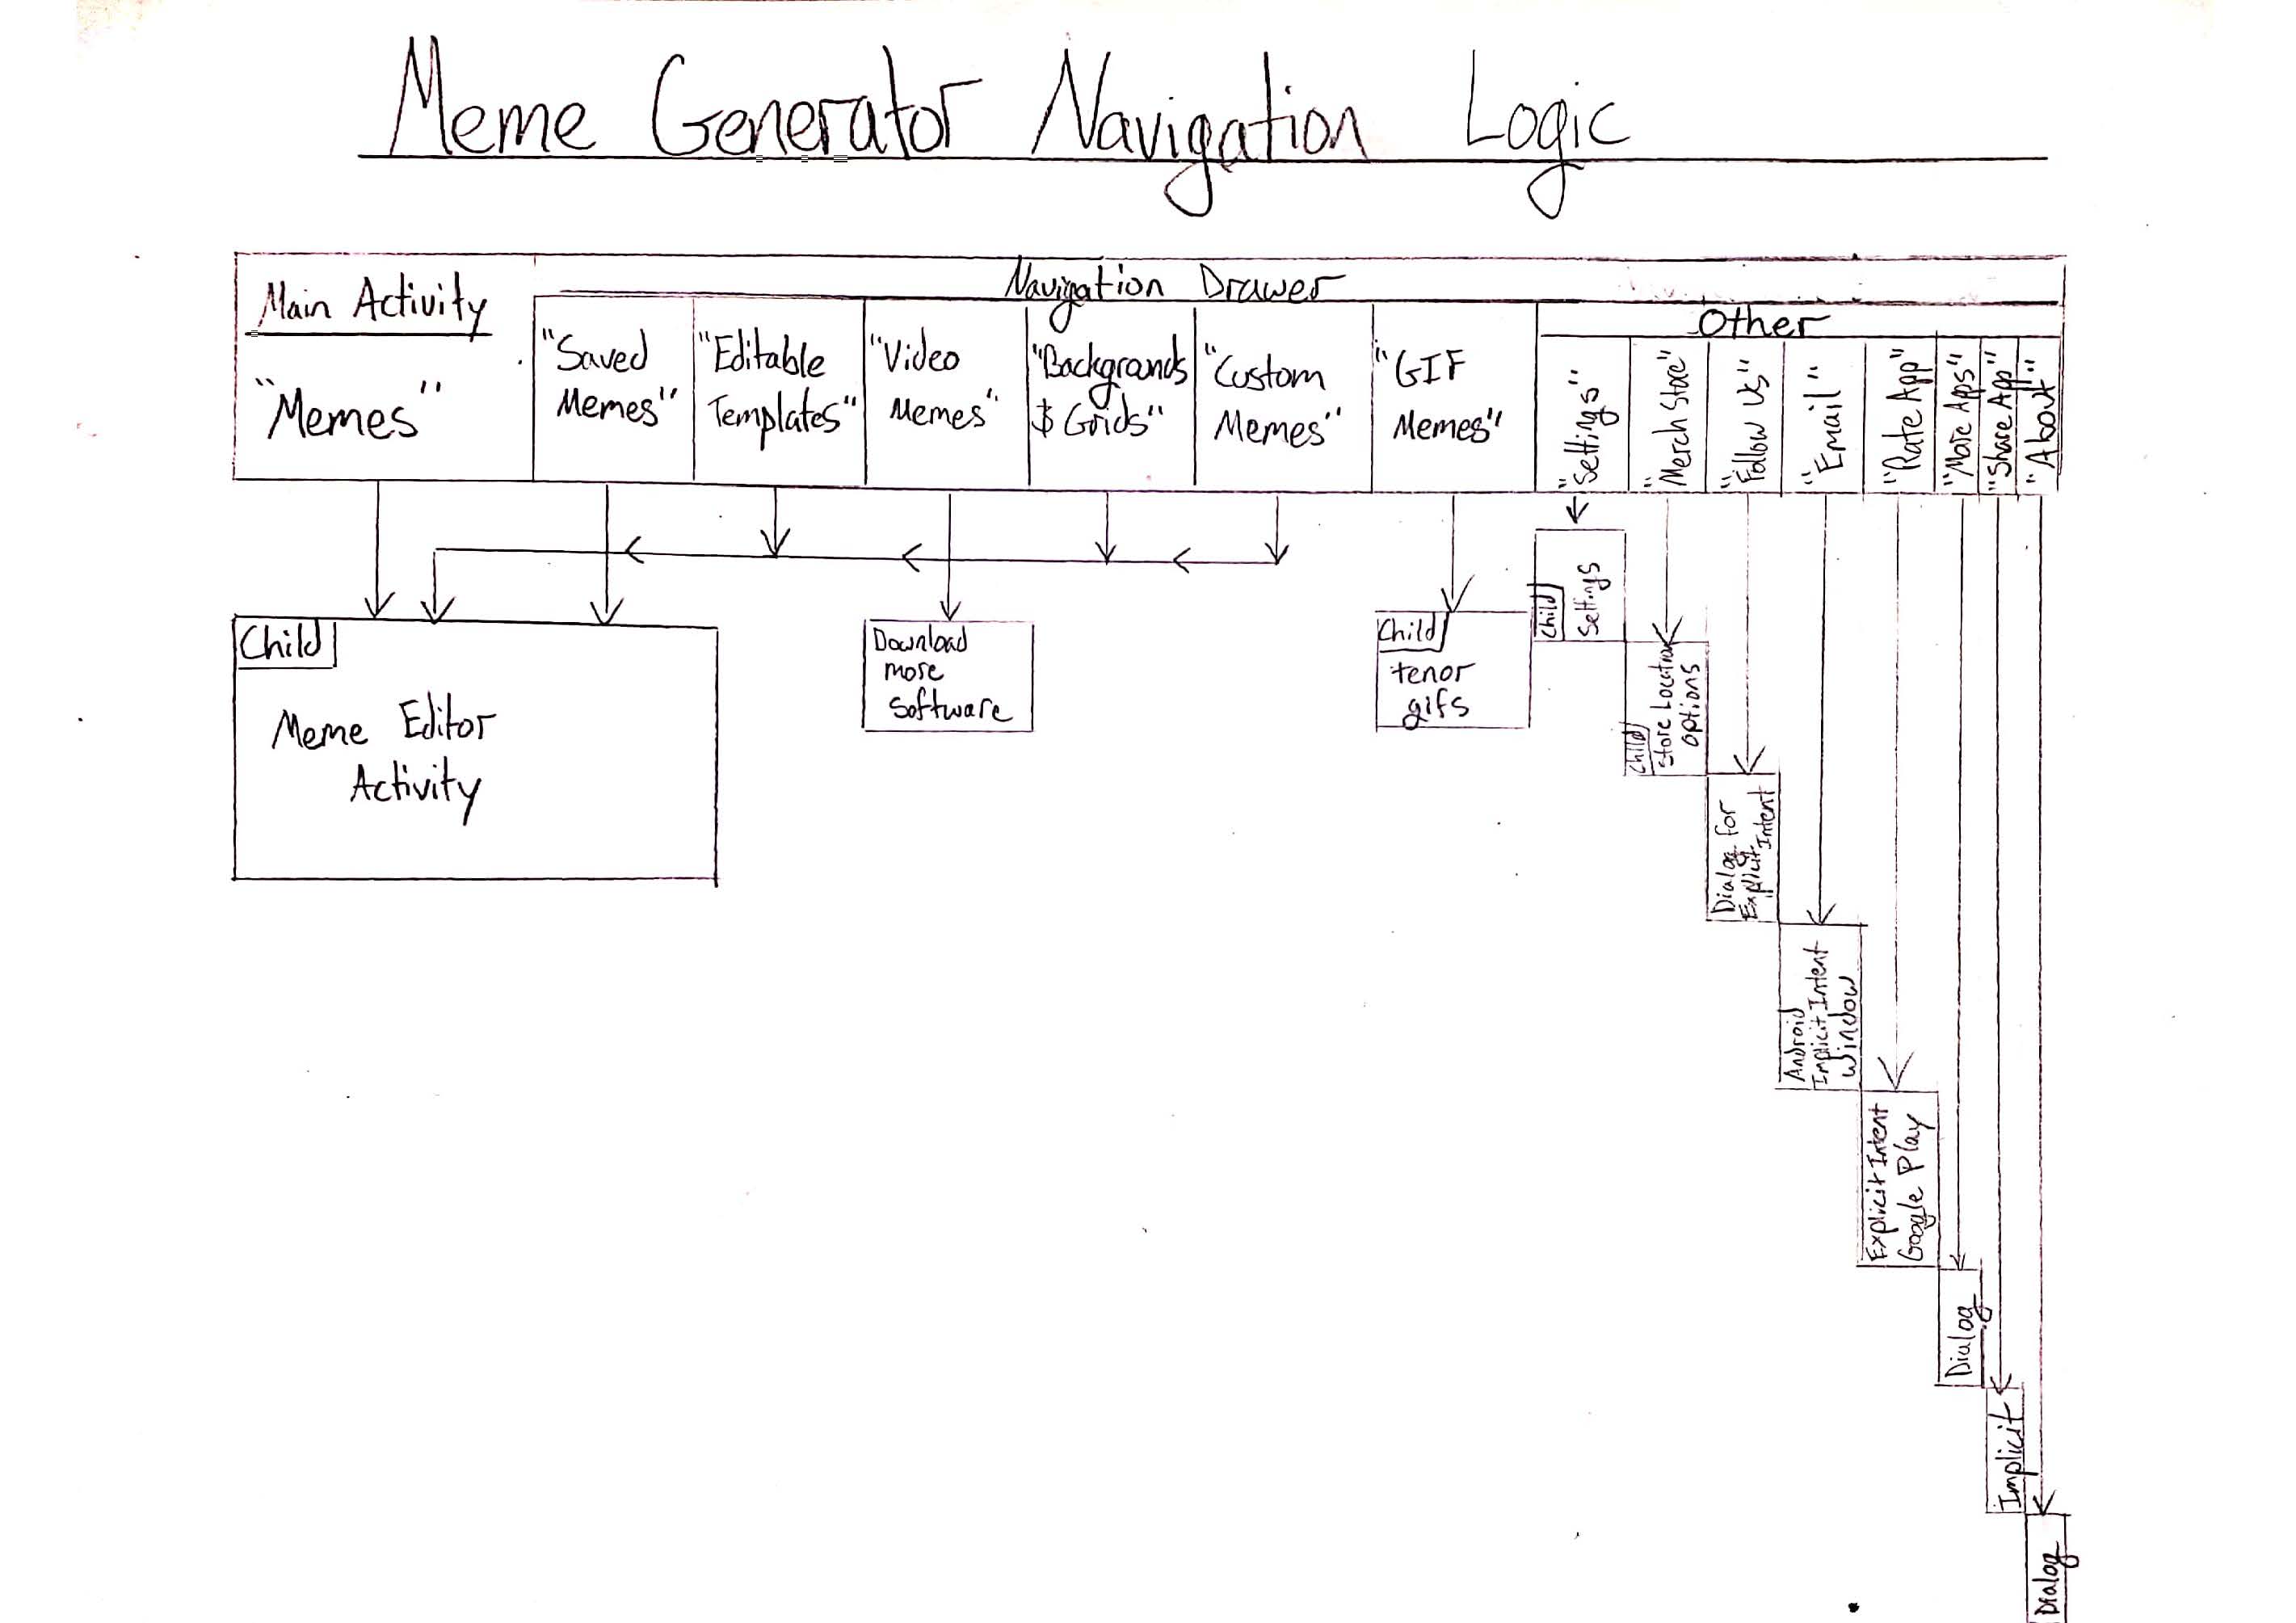 Meme Generator Navigation Logic
Navigation Drawer
Main Activity
"Memes"
"Saved
Memes"
"Editable
Templates"
"Video
Memes"
"Backgrounds
$ Grids"
"Custom
Memes"
"GIF
Memes"
Other
"Settings"
"Merch Store"
"Follow Us"
"Email"
"Rate App"
"More Apps"
"Share App"
"About"
Child
Meme Editor
Activity
Download
more
software
Child
tenor
gifs
Child
Settings
Child
Store Location
options
Dialog for
Explicit Intent
Android
Implicit Intent
Window
Explicit Intent
Google Play
Dialog
Implicit
Dialog